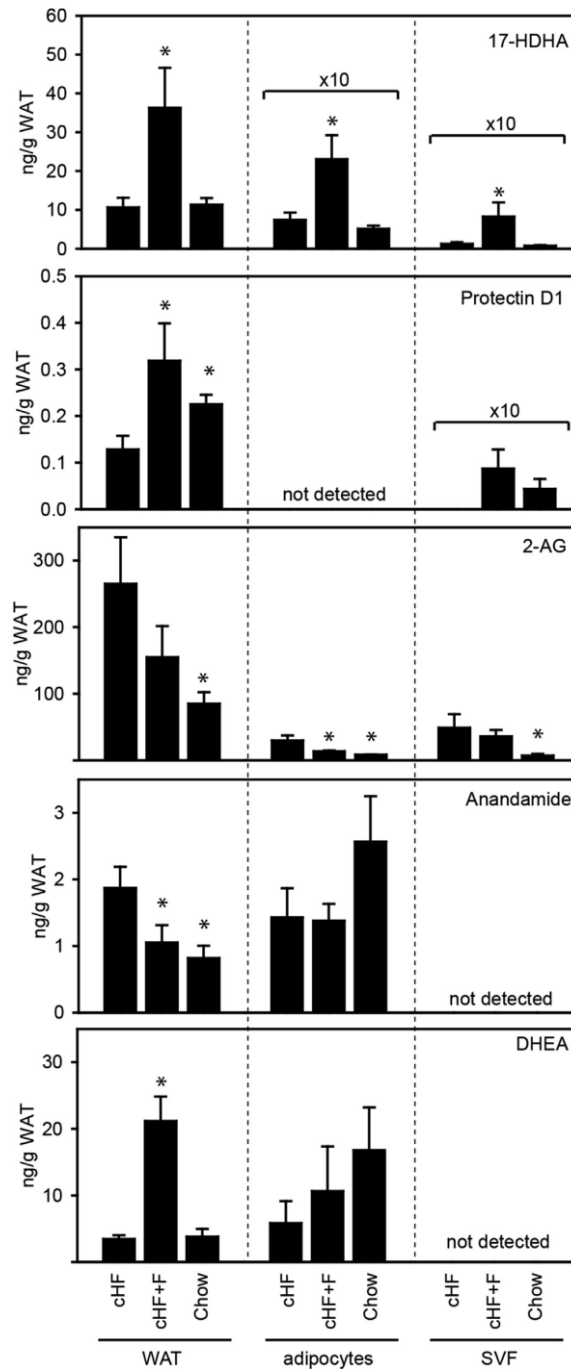 60
17-HDHA
50
x10
40
x10
30
20
10
0
ng/g WAT
*
*
*
0.5
Protectin D1
0.4
0.3
x10
0.2
0.1
0.0
ng/g WAT
*
*
not detected
2-AG
300
200
100
ng/g WAT
*
*
*
*
Anandamide
3
2
1
0
ng/g WAT
*
*
not detected
DHEA
30
20
10
ng/g WAT
*
not detected
cHF
cHF+F
Chow
cHF
cHF+F
Chow
cHF
cHF+F
Chow
WAT
adipocytes
SVF